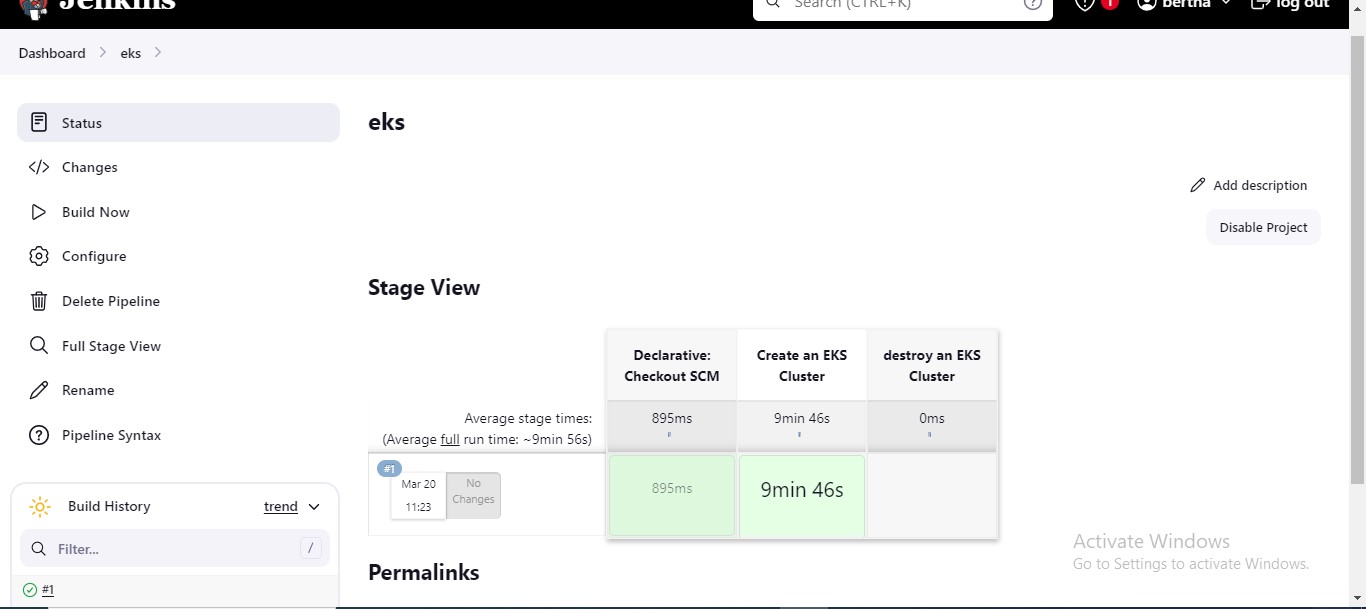 Jenkins
Search (CTRL+K)
1
bertha
log out
Dashboard
eks
Status
Changes
Build Now
Configure
Delete Pipeline
Full Stage View
Rename
Pipeline Syntax
Build History
trend
Filter...
/
#1
eks
Add description
Disable Project
Stage View
Declarative:
Checkout SCM
Create an EKS
Cluster
destroy an EKS
Cluster
Average stage times:
(Average full run time: ~9min 56s)
895ms
9min 46s
0ms
#1
Mar 20
11:23
No
Changes
895ms
9min 46s
Permalinks
Activate Windows
Go to Settings to activate Windows.